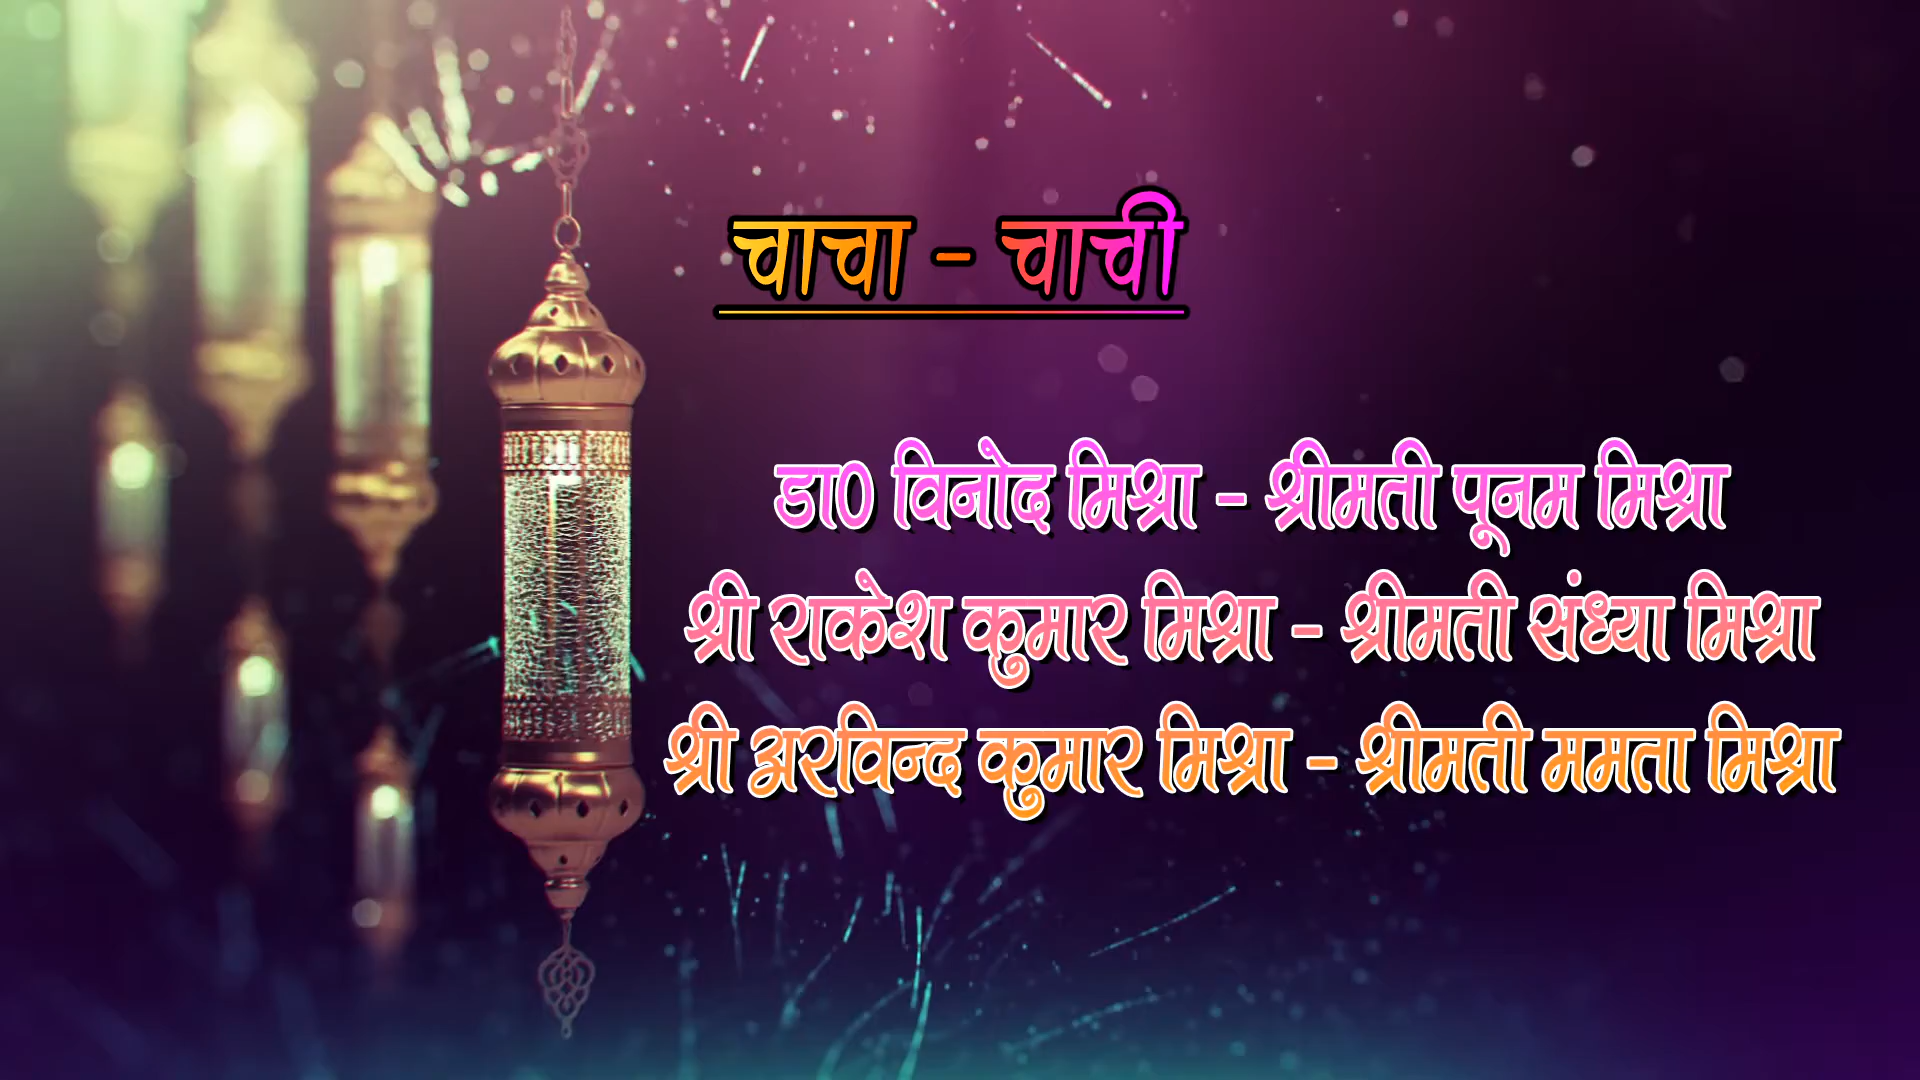 चाचा - चाची
डा0 विनोद मिश्रा - श्रीमती पूनम मिश्रा
श्री राकेश कुमार मिश्रा - श्रीमती संध्या मिश्रा
श्री अरविन्द कुमार मिश्रा - श्रीमती ममता मिश्रा